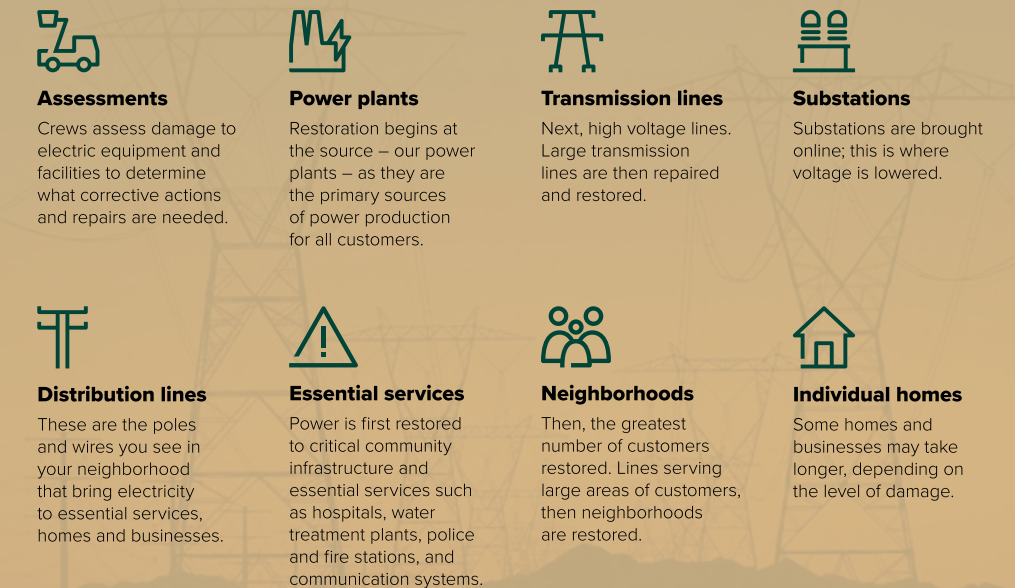 Assessments
Crews assess damage to
electric equipment and
facilities to determine
what corrective actions
and repairs are needed.
Power plants
Restoration begins at
the source – our power
plants – as they are
the primary sources
of power production
for all customers.
Transmission lines
Next, high voltage lines.
Large transmission
lines are then repaired
and restored.
Substations
Substations are brought
online; this is where
voltage is lowered.
Distribution lines
These are the poles
and wires you see in
your neighborhood
that bring electricity
to essential services,
homes and businesses.
Essential services
Power is first restored
to critical community
infrastructure and
essential services such
as hospitals, water
treatment plants, police
and fire stations, and
communication systems.
Neighborhoods
Then, the greatest
number of customers
restored. Lines serving
large areas of customers,
then neighborhoods
are restored.
Individual homes
Some homes and
businesses may take
longer, depending on
the level of damage.